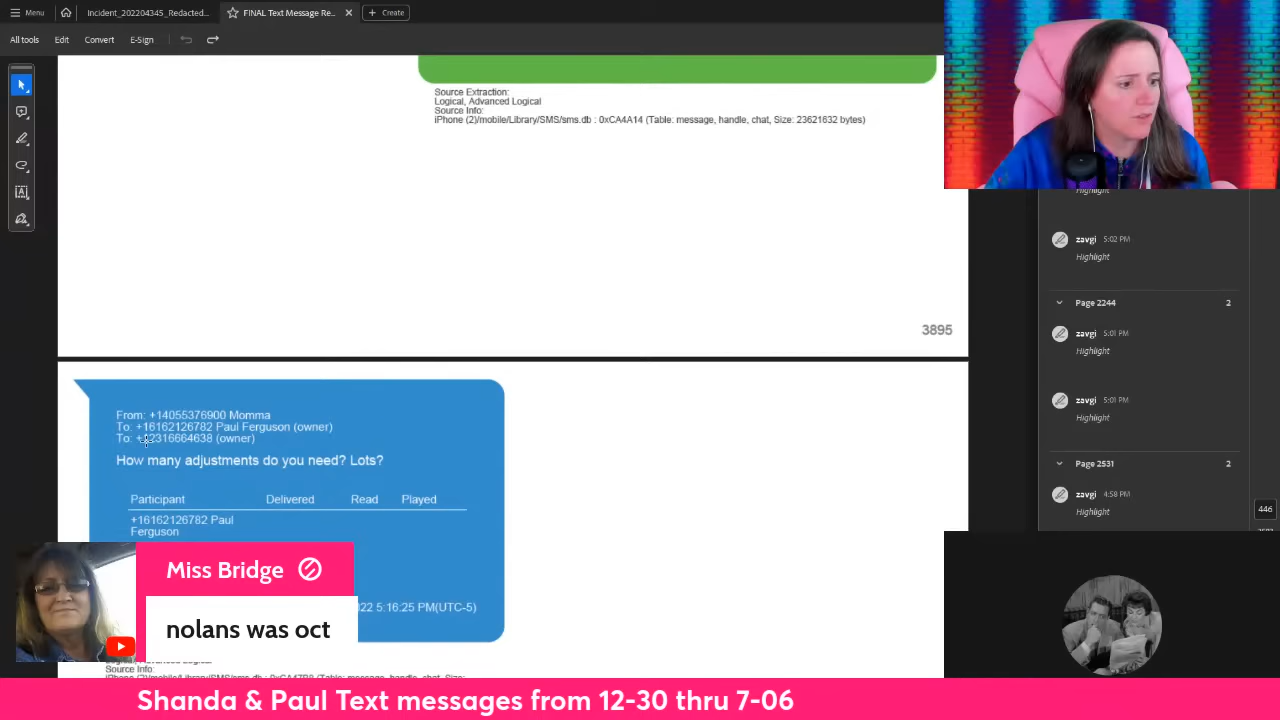 Menu
Incident_202204345_Redacted...
FINAL Text Message Re...
Create
All tools
Edit
Convert
E-Sign
Source Extraction:
Logical, Advanced Logical
Source Info:
iPhone (2)/mobile/Library/SMS/sms.db : 0xCA4A14 (Table: message, handle, chat, Size: 23621632 bytes)
3895
From: +14055376900 Momma
To: +16162126782 Paul Ferguson (owner)
To: +12316664638 (owner)
How many adjustments do you need? Lots?
Participant Delivered Read Played
+16162126782 Paul
Ferguson
022 5:16:25 PM(UTC-5)
Source Info:
Highlight
zavgi 5:02 PM
Highlight
Page 2244 2
zavgi 5:01 PM
Highlight
zavgi 5:01 PM
Highlight
Page 2531 2
zavgi 4:58 PM
Highlight
446
Miss Bridge
nolans was oct
Shanda & Paul Text messages from 12-30 thru 7-06